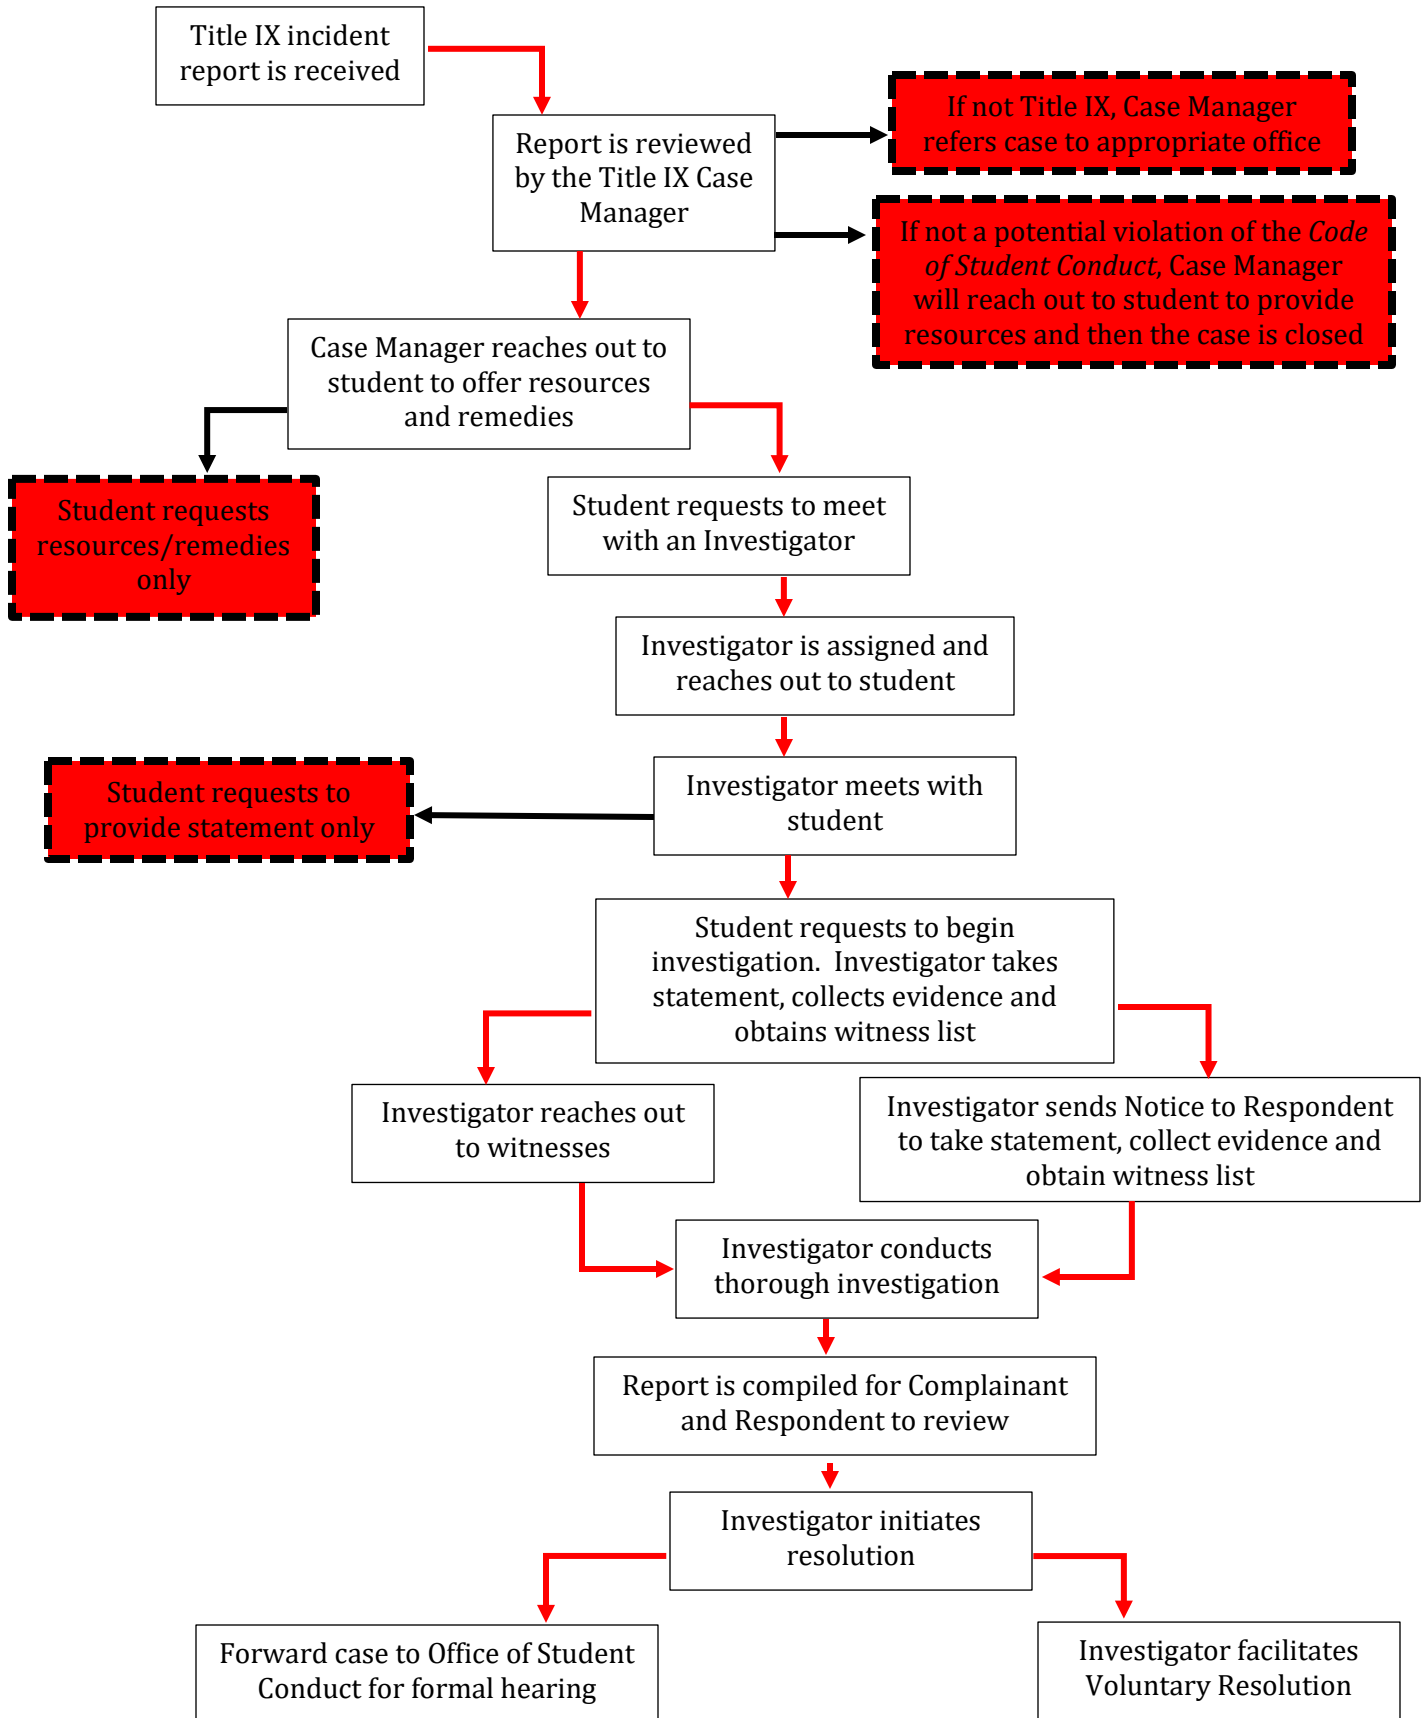 Title IX incident
report is received
If not Title IX, Case Manager
refers case to appropriate office
Report is reviewed
by the Title IX Case
Manager
If not a potential violation of the Code
of Student Conduct, Case Manager
will reach out to student to provide
resources and then the case is closed
Case Manager reaches out to
student to offer resources
and remedies
Student requests
resources/remedies
only
Student requests to meet
with an Investigator
Investigator is assigned and
reaches out to student
Student requests to
provide statement only
Investigator meets with
student
Student requests to begin
investigation.  Investigator takes
statement, collects evidence and
obtains witness list
Investigator reaches out
to witnesses
Investigator sends Notice to Respondent
to take statement, collect evidence and
obtain witness list
Investigator conducts
thorough investigation
Report is compiled for Complainant
and Respondent to review
Investigator initiates
resolution
Forward case to Office of Student
Conduct for formal hearing
Investigator facilitates
Voluntary Resolution